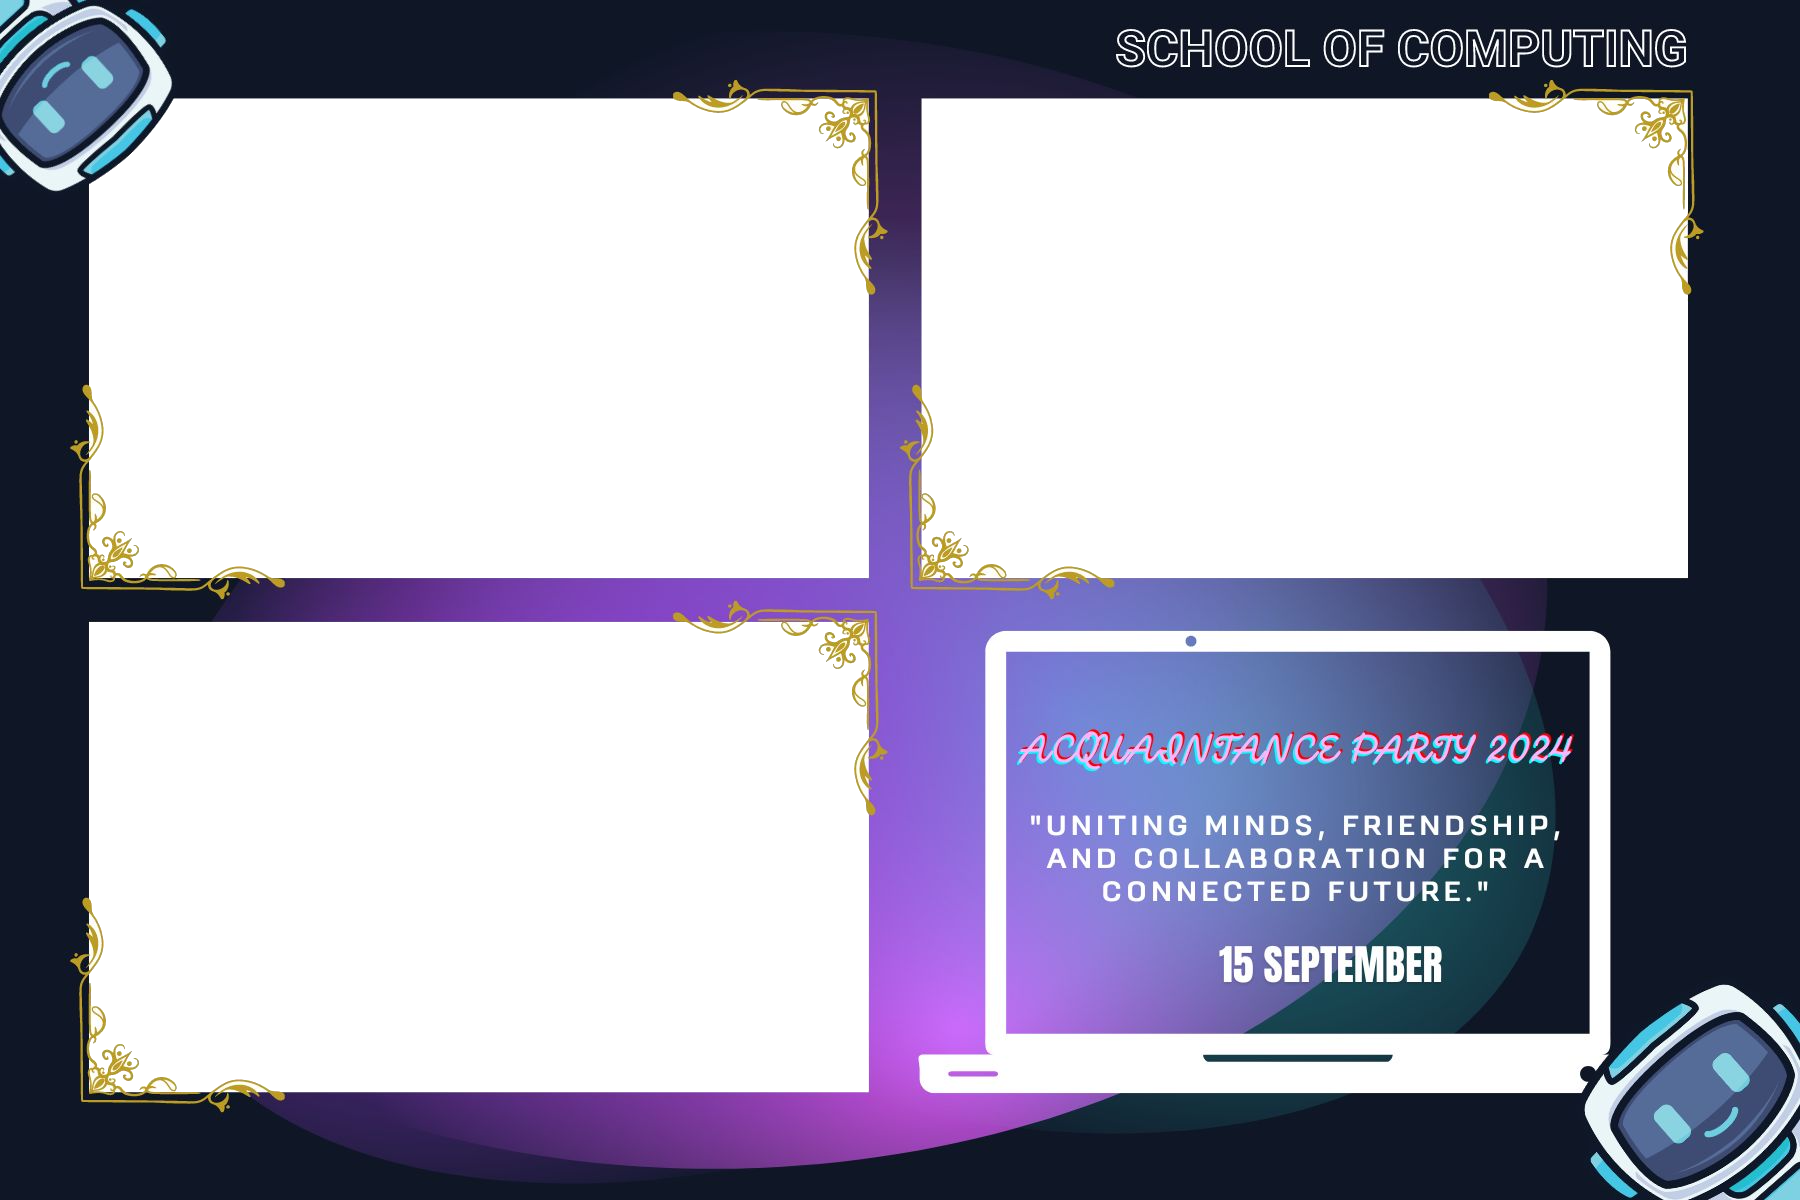 SCHOOL OF COMPUTING
ACQUAINTANCE PARTY 2024
"UNITING MINDS, FRIENDSHIP,
AND COLLABORATION FOR A
CONNECTED FUTURE."
15 SEPTEMBER